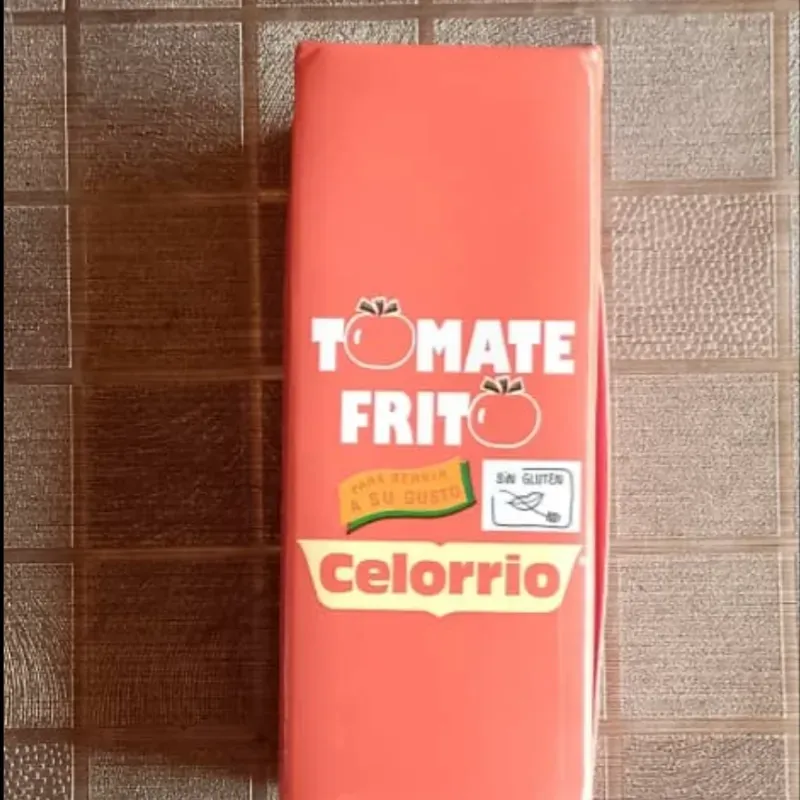 TOMATE
FRITO
PARA SERVIR
A SU GUSTO
SIN GLUTEN
Celorrio